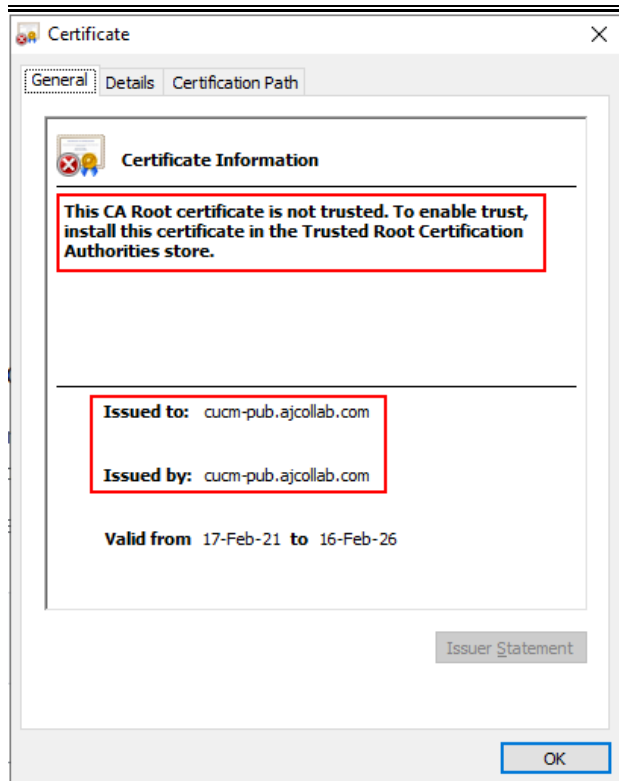 Certificate
General Details Certification Path
Certificate Information
This CA Root certificate is not trusted. To enable trust,
install this certificate in the Trusted Root Certification
Authorities store.
Issued to: cucm-pub.ajcollab.com
Issued by: cucm-pub.ajcollab.com
Valid from 17-Feb-21 to 16-Feb-26
Issuer Statement
OK